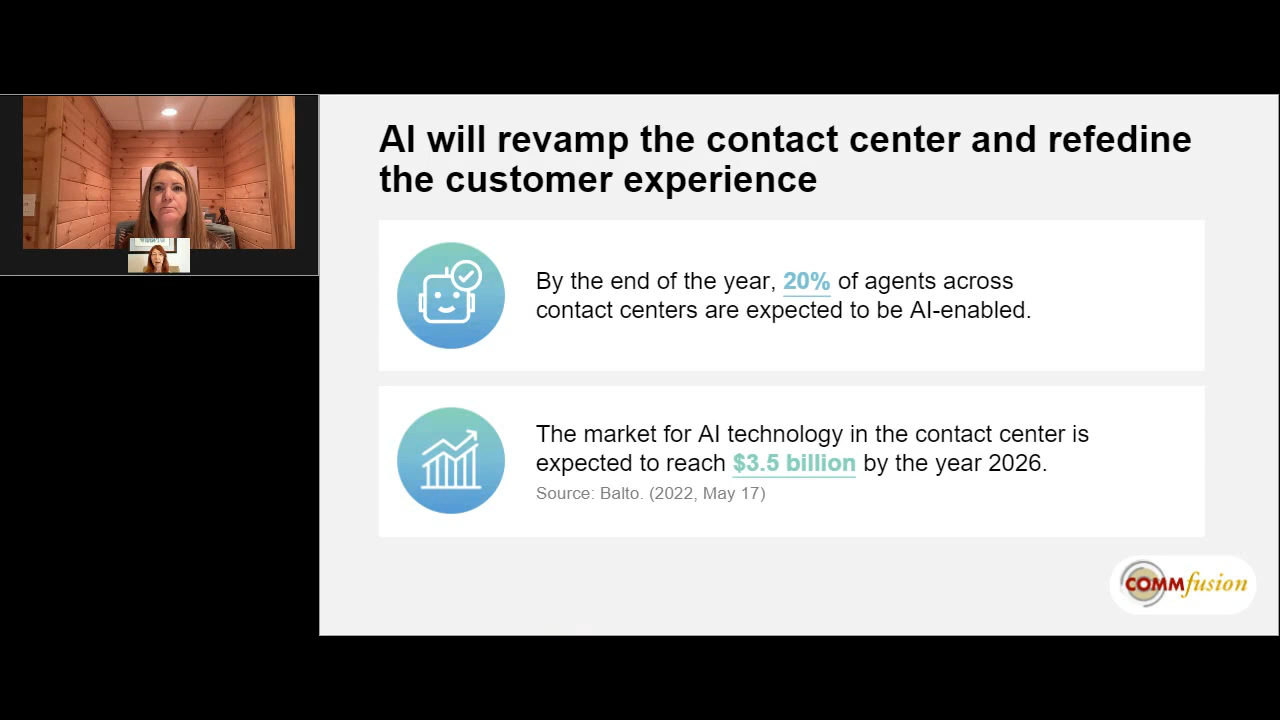 AI will revamp the contact center and refedine
the customer experience
By the end of the year, 20% of agents across
contact centers are expected to be AI-enabled.
The market for AI technology in the contact center is
expected to reach $3.5 billion by the year 2026.
Source: Balto. (2022, May 17)
COMMfusion